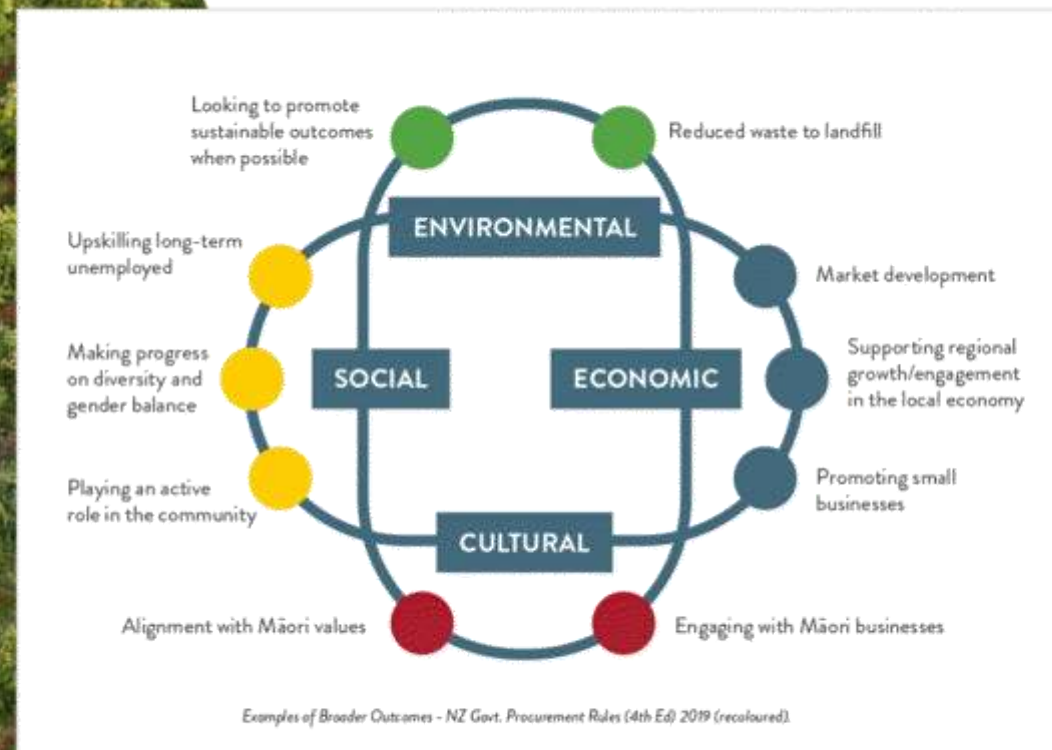 Looking to promote
sustainable outcomes
when possible
Reduced waste to landfill
ENVIRONMENTAL
Upskilling long-term
unemployed
Market development
Making progress
on diversity and
gender balance
SOCIAL
ECONOMIC
Supporting regional
growth/engagement
in the local economy
Playing an active
role in the community
Promoting small
businesses
CULTURAL
Alignment with Māori values
Engaging with Māori businesses
Examples of Broader Outcomes - NZ Govt. Procurement Rules (4th Ed) 2019 (recoloured).